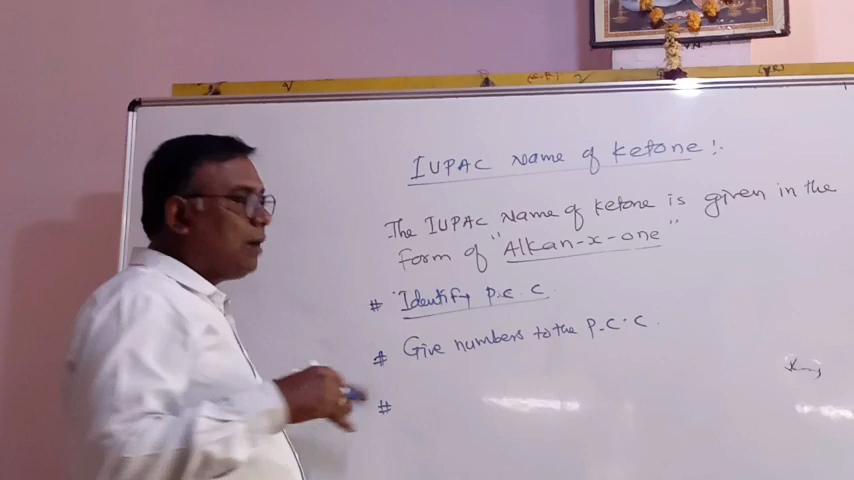 IUPAC Name of ketone :-
The IUPAC Name of ketone is given in the
form of "Alkan-x-one"
# Identify P.C.C
# Give numbers to the P.C.C.
#